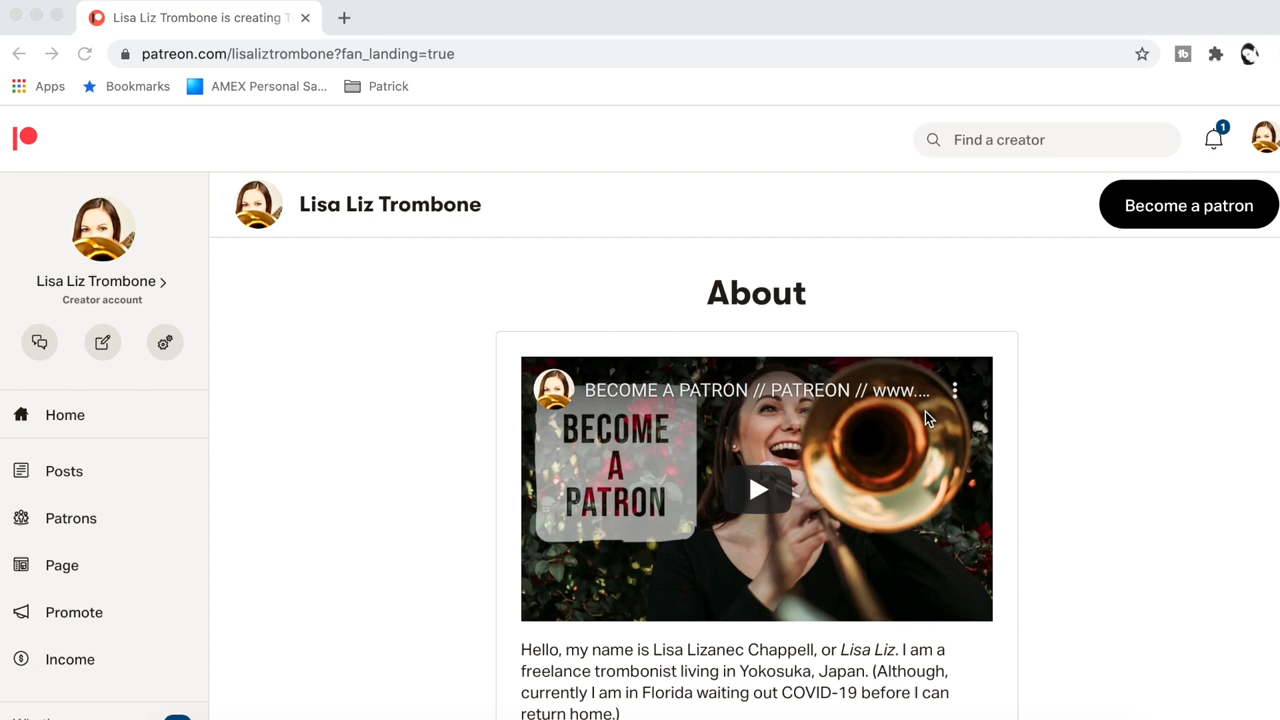 Lisa Liz Trombone is creating T
patreon.com/lisaliztrombone?fan_landing=true
tb
Apps
Bookmarks
AMEX Personal Sa...
Patrick
Find a creator
1
Lisa Liz Trombone
Become a patron
Lisa Liz Trombone
Creator account
Home
Posts
Patrons
Page
Promote
Income
About
BECOME A PATRON // PATREON // www....
BECOME
A
PATRON
Hello, my name is Lisa Lizanec Chappell, or Lisa Liz. I am a
freelance trombonist living in Yokosuka, Japan. (Although,
currently I am in Florida waiting out COVID-19 before I can
return home.)